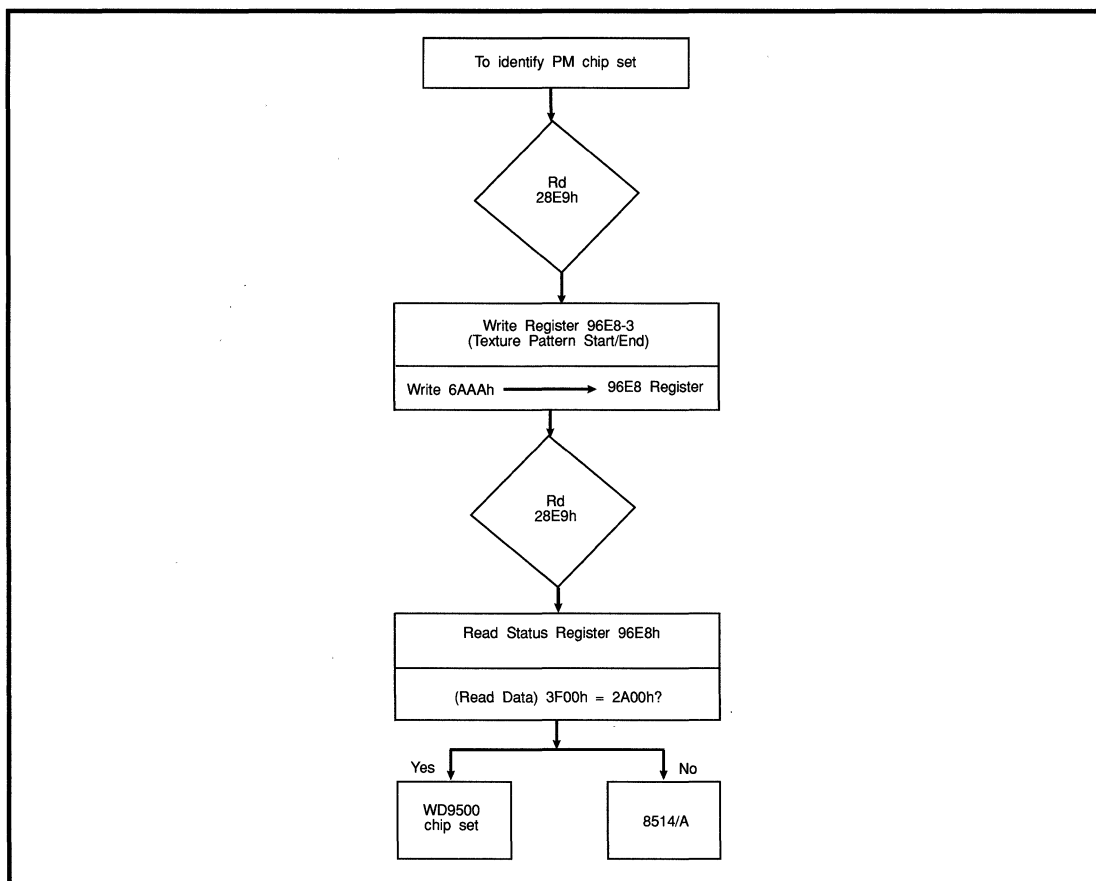 To identify PM chip set
Rd
28E9h
Write Register 96E8-3
(Texture Pattern Start/End)
Write 6AAAh
96E8 Register
Rd
28E9h
Read Status Register 96E8h
(Read Data) 3F00h = 2A00h?
Yes
No
WD9500
chip set
8514/A